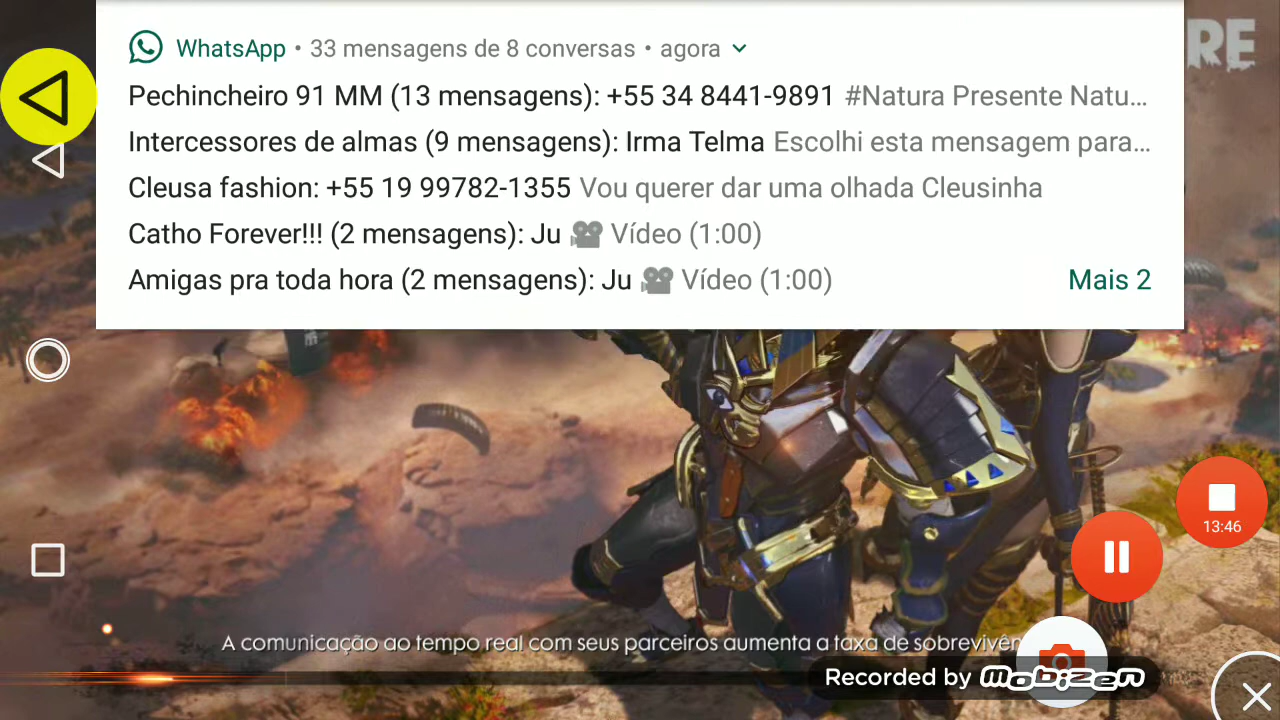 WhatsApp • 33 mensagens de 8 conversas • agora
RE
Pechincheiro 91 MM (13 mensagens): +55 34 8441-9891 #Natura Presente Natu...
Intercessores de almas (9 mensagens): Irma Telma Escolhi esta mensagem para...
Cleusa fashion: +55 19 99782-1355 Vou querer dar uma olhada Cleusinha
Catho Forever!!! (2 mensagens): Ju 🎥 Vídeo (1:00)
Amigas pra toda hora (2 mensagens): Ju 🎥 Vídeo (1:00)
Mais 2
13:46
A comunicação ao tempo real com seus parceiros aumenta a taxa de sobrevivên
Recorded by mobizen